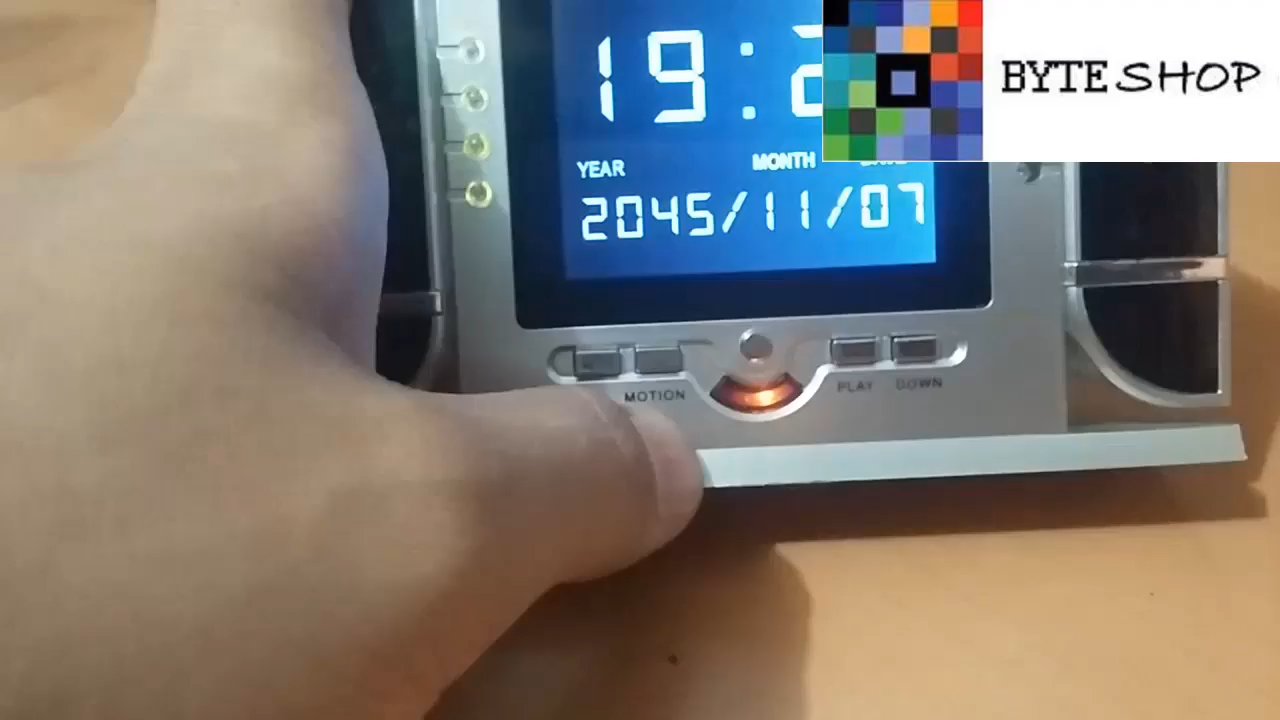 19:2
BYTE SHOP
YEAR MONTH
2045/11/07
MOTION PLAY DOWN